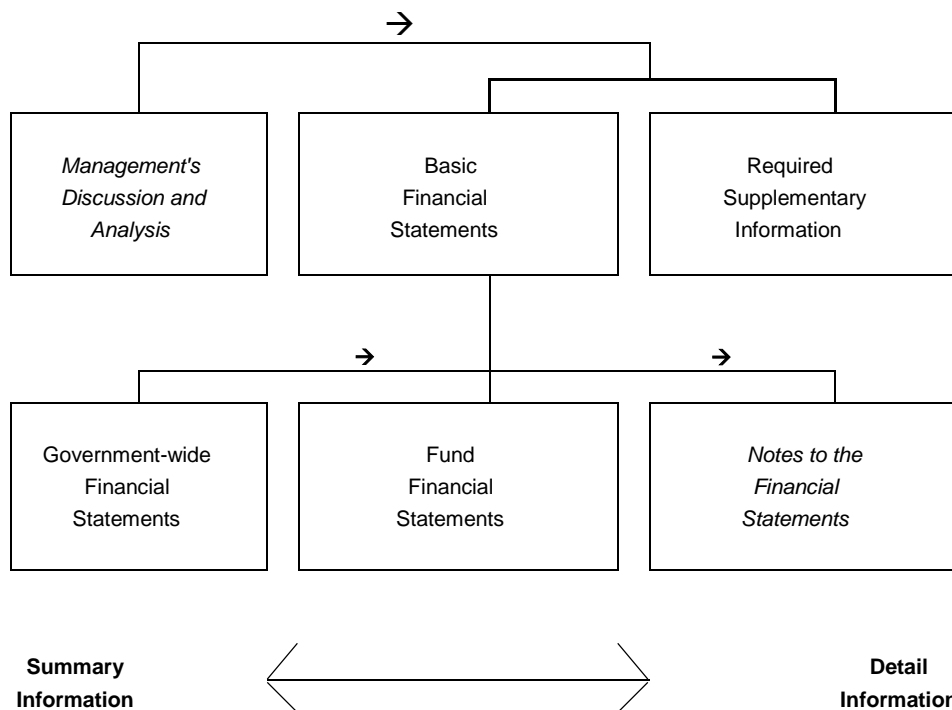 →
Management's
Discussion and
Analysis
Basic
Financial
Statements
Required
Supplementary
Information
→
→
Government-wide
Financial
Statements
Fund
Financial
Statements
Notes to the
Financial
Statements
Summary
Information
Detail
Information